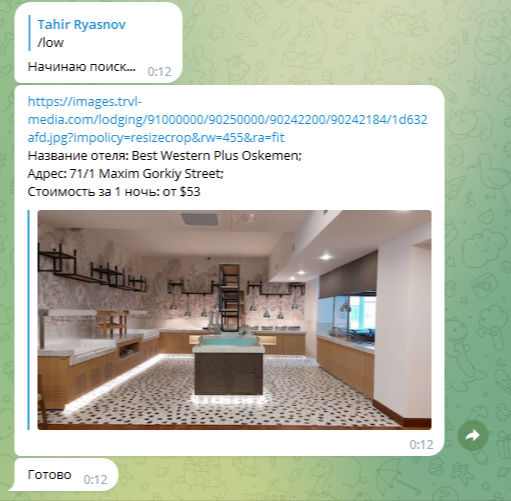 Tahir Ryasnov
/low
Начинаю поиск...
0:12
https://images.trvl-
media.com/lodging/91000000/90250000/90242200/90242184/1d632
afd.jpg?impolicy=resizecrop&rw=455&ra=fit
Название отеля: Best Western Plus Oskemen;
Адрес: 71/1 Maxim Gorkiy Street;
Стоимость за 1 ночь: от $53
0:12
Готово
0:12